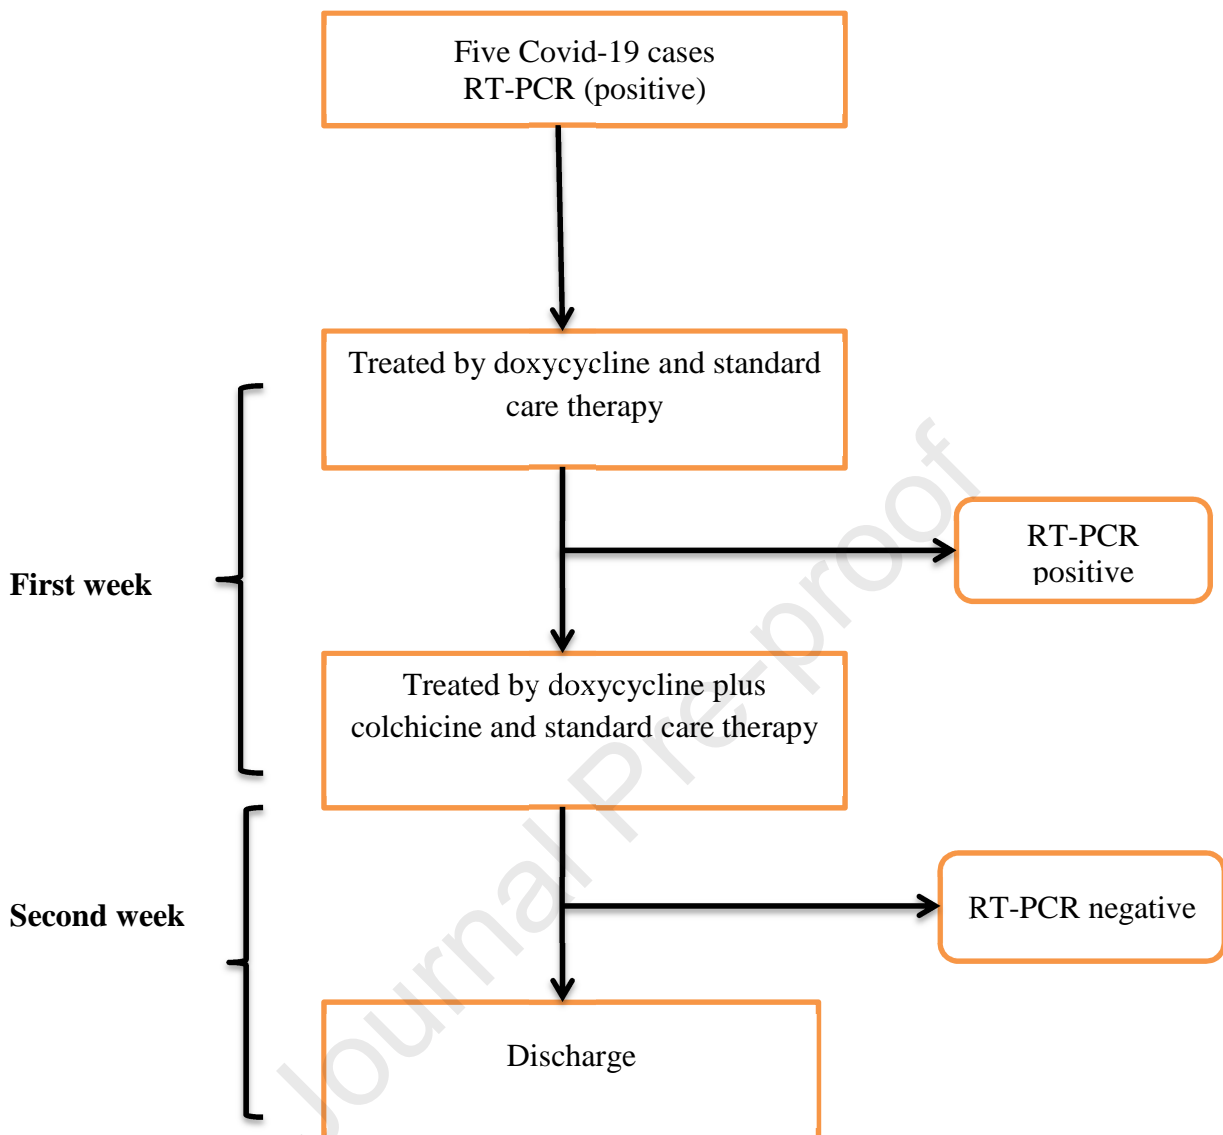 Five Covid-19 cases
RT-PCR (positive)
Treated by doxycycline and standard
care therapy
RT-PCR
positive
First week
Treated by doxycycline plus
colchicine and standard care therapy
RT-PCR negative
Second week
Discharge
Journal Pre-proof